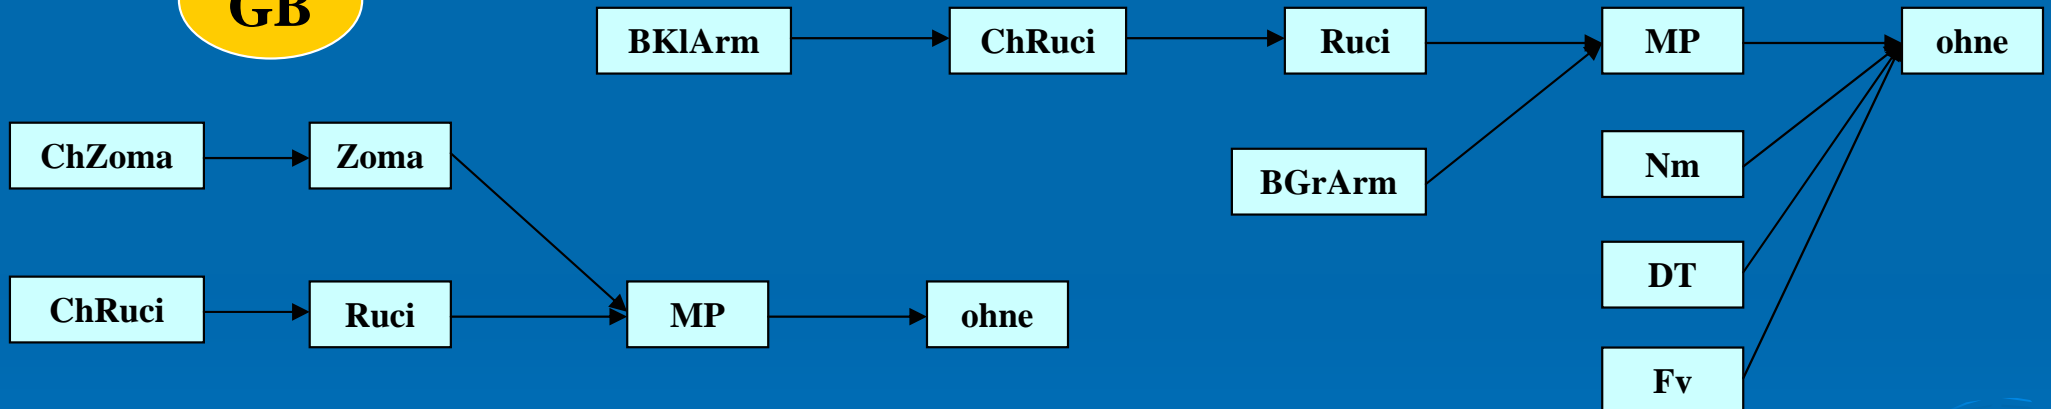 GB
BKlArm
ChRuci
Ruci
MP
ohne
ChZoma
Zoma
Nm
BGrArm
DT
ChRuci
Ruci
MP
ohne
Fv